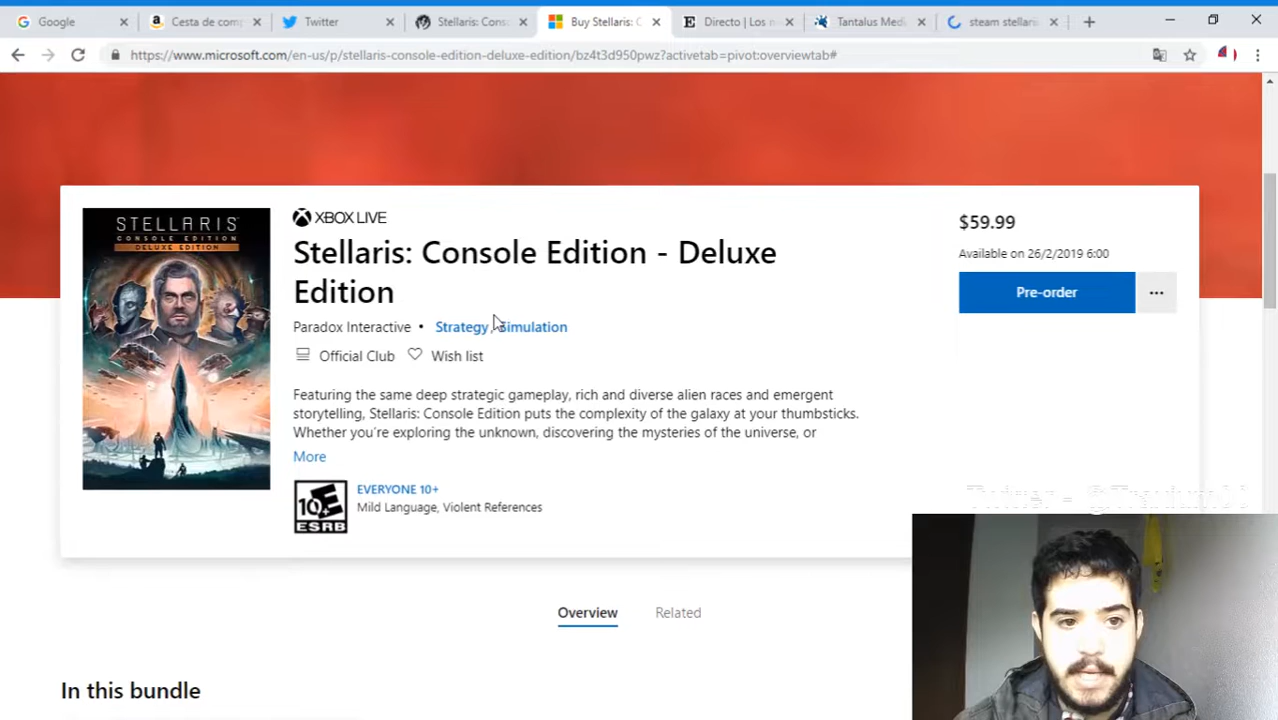 Google
Cesta de com
Twitter
Stellaris: Conso
Buy Stellaris: C
Directo | Los m
Tantalus Medi
steam stellaris
https://www.microsoft.com/en-us/p/stellaris-console-edition-deluxe-edition/bz4t3d950pwz?activetab=pivot:overviewtab#
STELLARIS
CONSOLE EDITION
DELUXE EDITION
XBOX LIVE
Stellaris: Console Edition - Deluxe
Edition
Paradox Interactive • Strategy, Simulation
Official Club Wish list
Featuring the same deep strategic gameplay, rich and diverse alien races and emergent
storytelling, Stellaris: Console Edition puts the complexity of the galaxy at your thumbsticks.
Whether you're exploring the unknown, discovering the mysteries of the universe, or
More
10+
ESRB
EVERYONE 10+
Mild Language, Violent References
$59.99
Available on 26/2/2019 6:00
Pre-order
Twitter -
Overview
Related
In this bundle